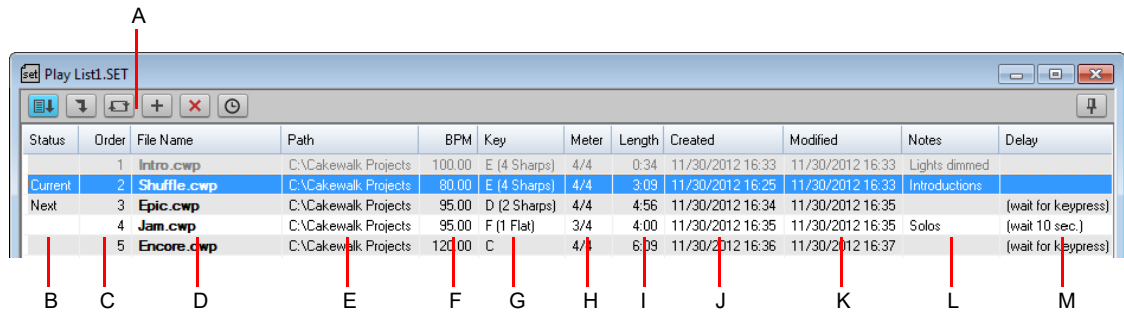 A
set Play List1.SET
Status Order File Name Path BPM Key Meter Length Created Modified Notes Delay
1 Intro.cwp C:\Cakewalk Projects 100.00 E (4 Sharps) 4/4 0:34 11/30/2012 16:33 11/30/2012 16:33 Lights dimmed
Current 2 Shuffle.cwp C:\Cakewalk Projects 80.00 E (4 Sharps) 4/4 3:09 11/30/2012 16:25 11/30/2012 16:33 Introductions
Next 3 Epic.cwp C:\Cakewalk Projects 95.00 D (2 Sharps) 4/4 4:56 11/30/2012 16:34 11/30/2012 16:35 (wait for keypress)
4 Jam.cwp C:\Cakewalk Projects 95.00 F (1 Flat) 3/4 4:00 11/30/2012 16:35 11/30/2012 16:35 Solos (wait 10 sec.)
5 Encore.cwp C:\Cakewalk Projects 120.00 C 4/4 6:09 11/30/2012 16:36 11/30/2012 16:37 (wait for keypress)
B C D E F G H I J K L M